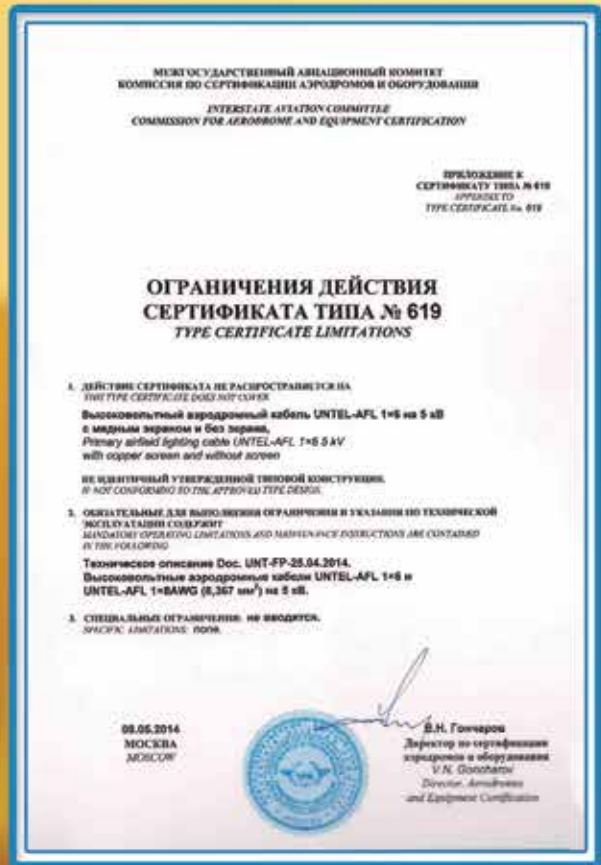 МЕЖГОСУДАРСТВЕННЫЙ АВИАЦИОННЫЙ КОМИТЕТ
КОМИССИЯ ПО СЕРТИФИКАЦИИ АЭРОДРОМОВ И ОБОРУДОВАНИЯ
INTERSTATE AVIATION COMMITTEE
COMMISSION FOR AERODROME AND EQUIPMENT CERTIFICATION
ПРИЛОЖЕНИЕ К
СЕРТИФИКАТУ ТИПА № 619
APPENDIX TO
TYPE CERTIFICATE No. 619
ОГРАНИЧЕНИЯ ДЕЙСТВИЯ
СЕРТИФИКАТА ТИПА № 619
TYPE CERTIFICATE LIMITATIONS
1. ДЕЙСТВИЕ СЕРТИФИКАТА НЕ РАСПРОСТРАНЯЕТСЯ НА
THIS TYPE CERTIFICATE DOES NOT COVER
Высоковольтный аэродромный кабель UNTEL-AFL 1×6 на 5 кВ
с медным экраном и без экрана,
Primary airfield lighting cable UNTEL-AFL 1×6 5 kV
with copper screen and without screen
НЕ ИДЕНТИЧНЫЙ УТВЕРЖДЕННОЙ ТИПОВОЙ КОНСТРУКЦИИ.
IF NOT CONFORMING TO THE APPROVED TYPE DESIGN.
2. ОБЯЗАТЕЛЬНЫЕ ДЛЯ ВЫПОЛНЕНИЯ ОГРАНИЧЕНИЯ И УКАЗАНИЯ ПО ТЕХНИЧЕСКОЙ
ЭКСПЛУАТАЦИИ СОДЕРЖИТ
MANDATORY OPERATING LIMITATIONS AND MAINTENANCE INSTRUCTIONS ARE CONTAINED
IN THE FOLLOWING
Техническое описание Doc. UNT-FP-25.04.2014.
Высоковольтные аэродромные кабели UNTEL-AFL 1×6 и
UNTEL-AFL 1×8AWG (8,367 мм²) на 5 кВ.
3. СПЕЦИАЛЬНЫЕ ОГРАНИЧЕНИЯ: не вводятся.
SPECIFIC LIMITATIONS: none.
08.05.2014
МОСКВА
MOSCOW
В.Н. Гончаров
Директор по сертификации
аэродромов и оборудования
V.N. Goncharov
Director, Aerodromes
and Equipment Certification